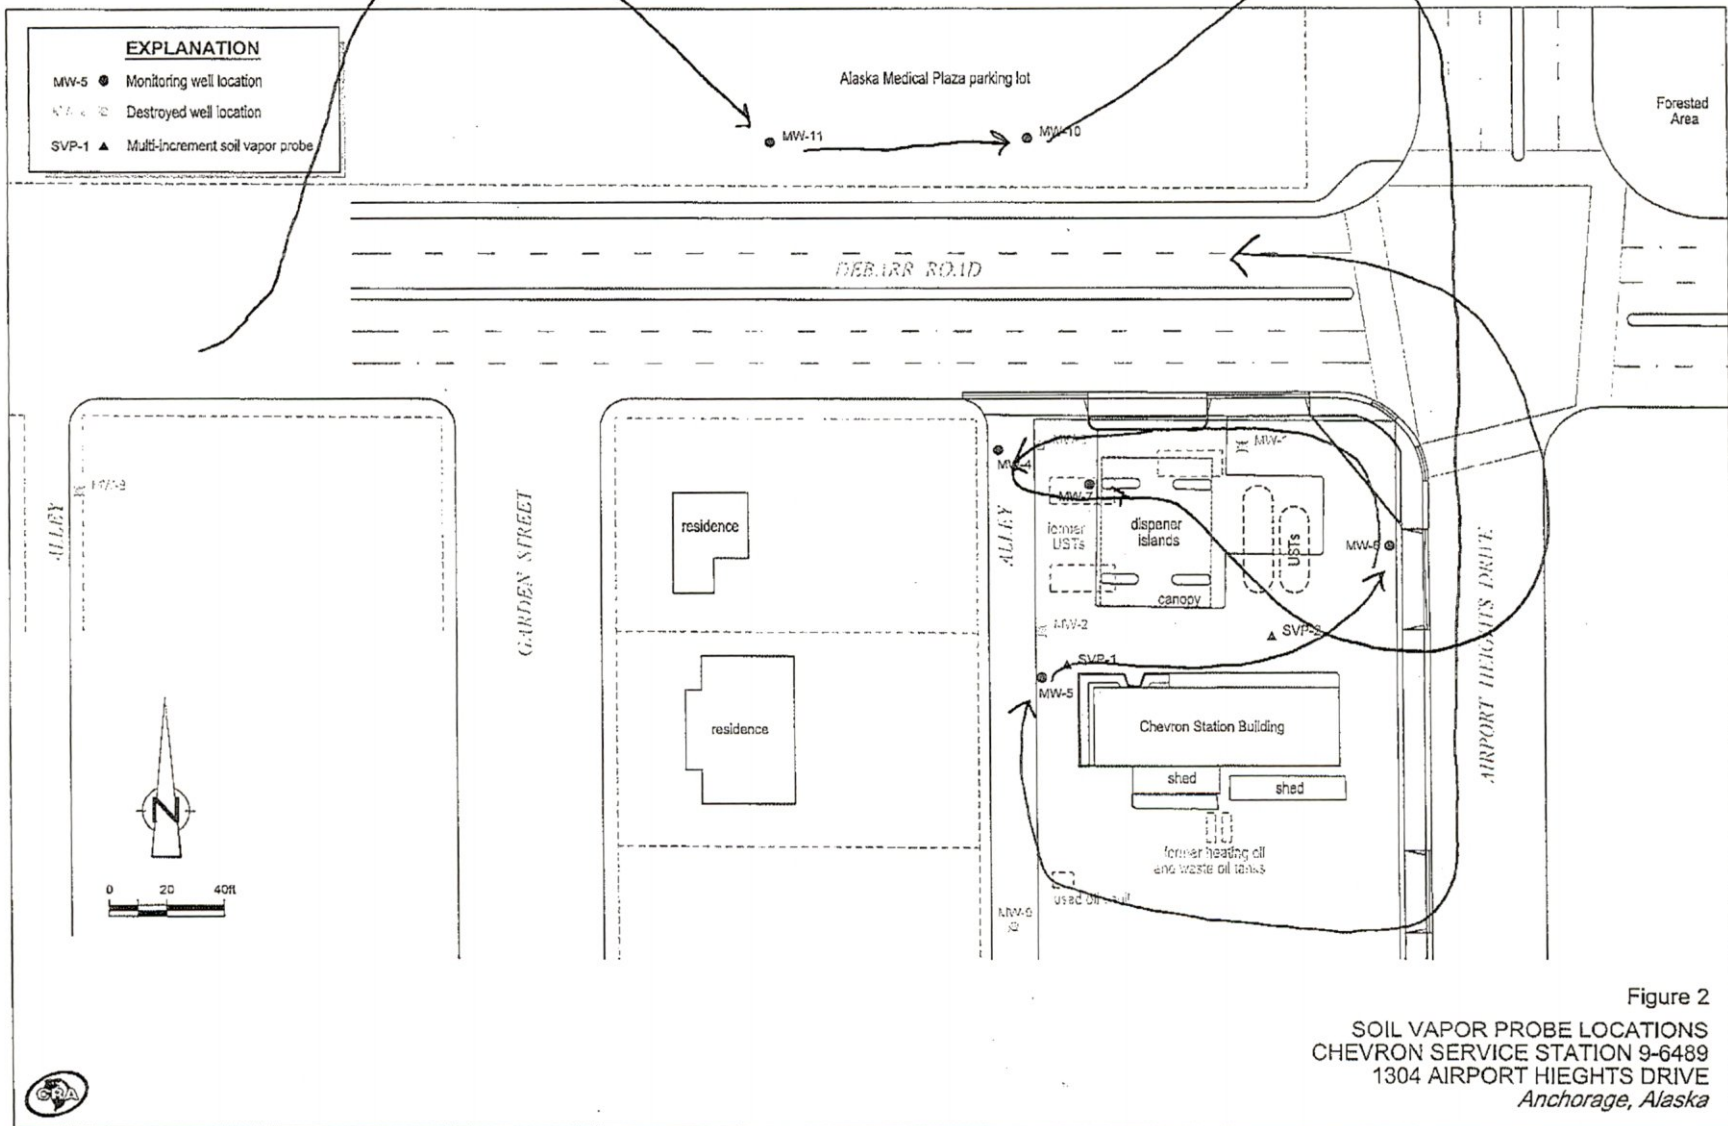 EXPLANATION
MW-5 Monitoring well location
Destroyed well location
SVP-1 Multi-increment soil vapor probe
Alaska Medical Plaza parking lot
Forested
Area
MW-11
MW-10
DEBARR ROAD
ALLEY
GARDEN STREET
residence
residence
ALLEY
MW-4
MW-7
former
USTs
dispener
islands
canopy
USTs
MW-6
MW-2
SVP-2
SVP-1
MW-5
Chevron Station Building
shed
shed
former heating oil
and waste oil tanks
used oil
MW-9
AIRPORT HEIGHTS DRIVE
N
0 20 40ft
CRA
Figure 2
SOIL VAPOR PROBE LOCATIONS
CHEVRON SERVICE STATION 9-6489
1304 AIRPORT HIEGHTS DRIVE
Anchorage, Alaska